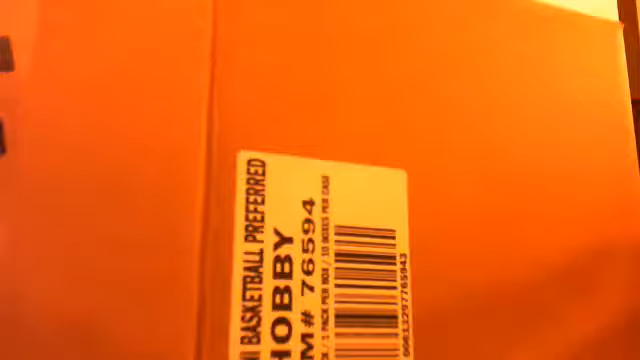 BASKETBALL PREFERRED
HOBBY
M# 76594
/ 1 PACK PER BOX / 10 BOXES PER CASE